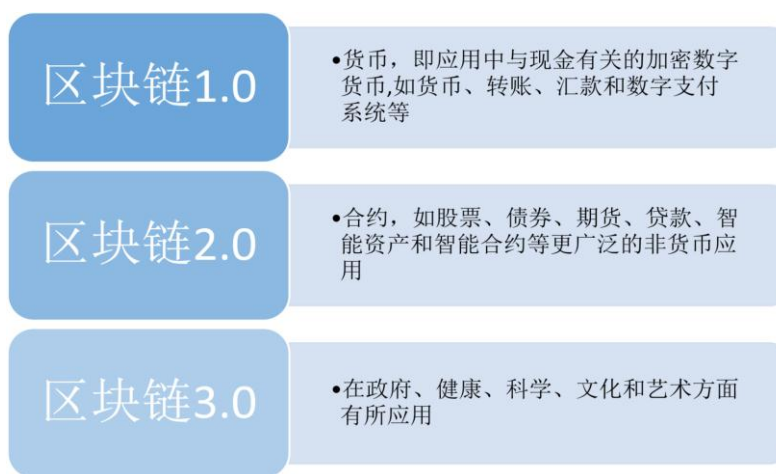 区块链1.0
•货币，即应用中与现金有关的加密数字
货币,如货币、转账、汇款和数字支付
系统等
区块链2.0
•合约，如股票、债券、期货、贷款、智
能资产和智能合约等更广泛的非货币应
用
区块链3.0
•在政府、健康、科学、文化和艺术方面
有所应用